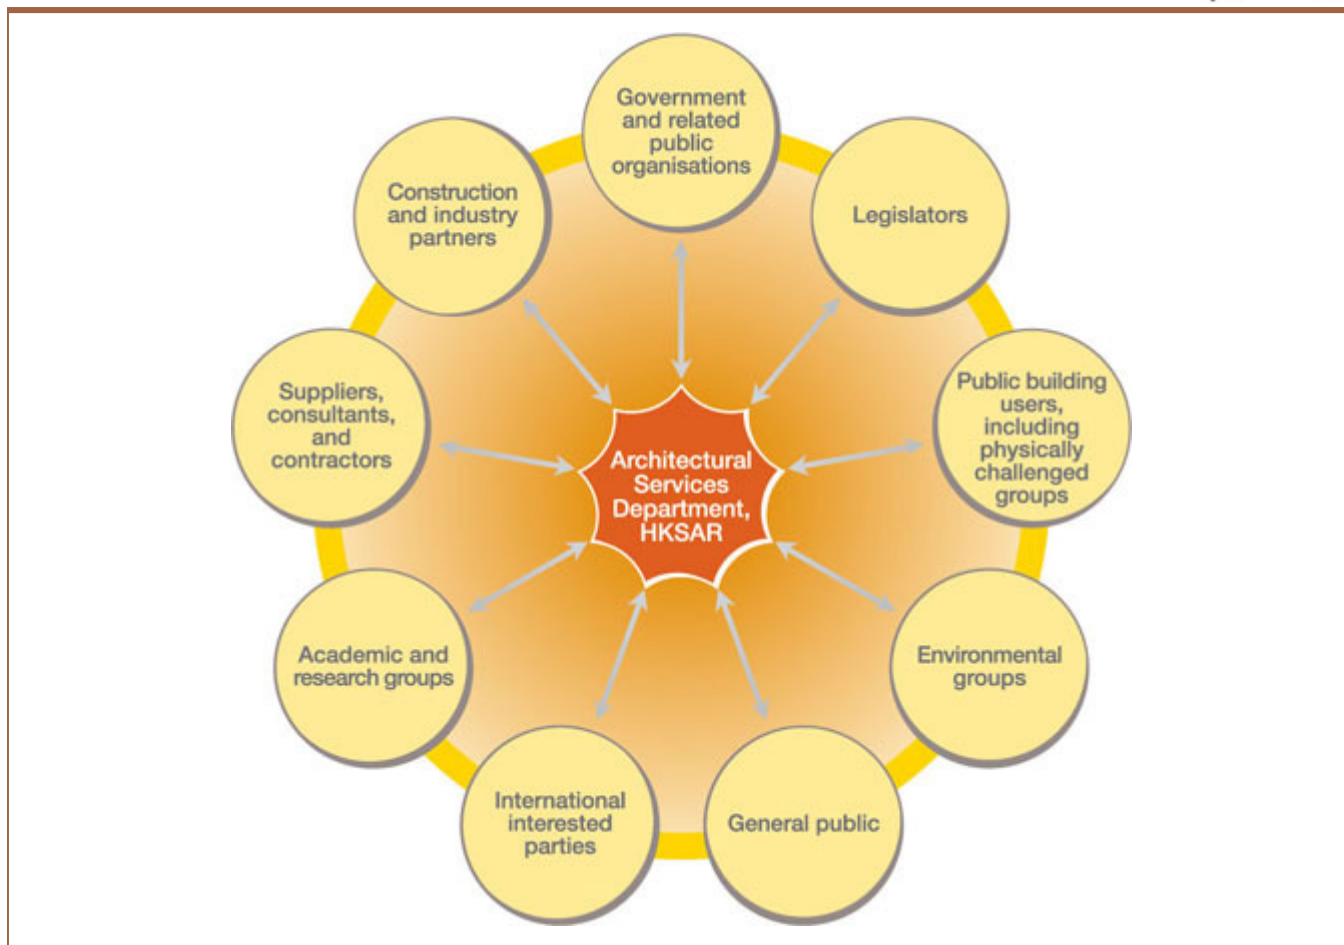 Government
and related
public
organisations
Legislators
Public building
users,
including
physically
challenged
groups
Environmental
groups
General public
International
interested
parties
Academic and
research groups
Suppliers,
consultants,
and
contractors
Construction
and industry
partners
Architectural
Services
Department,
HKSAR